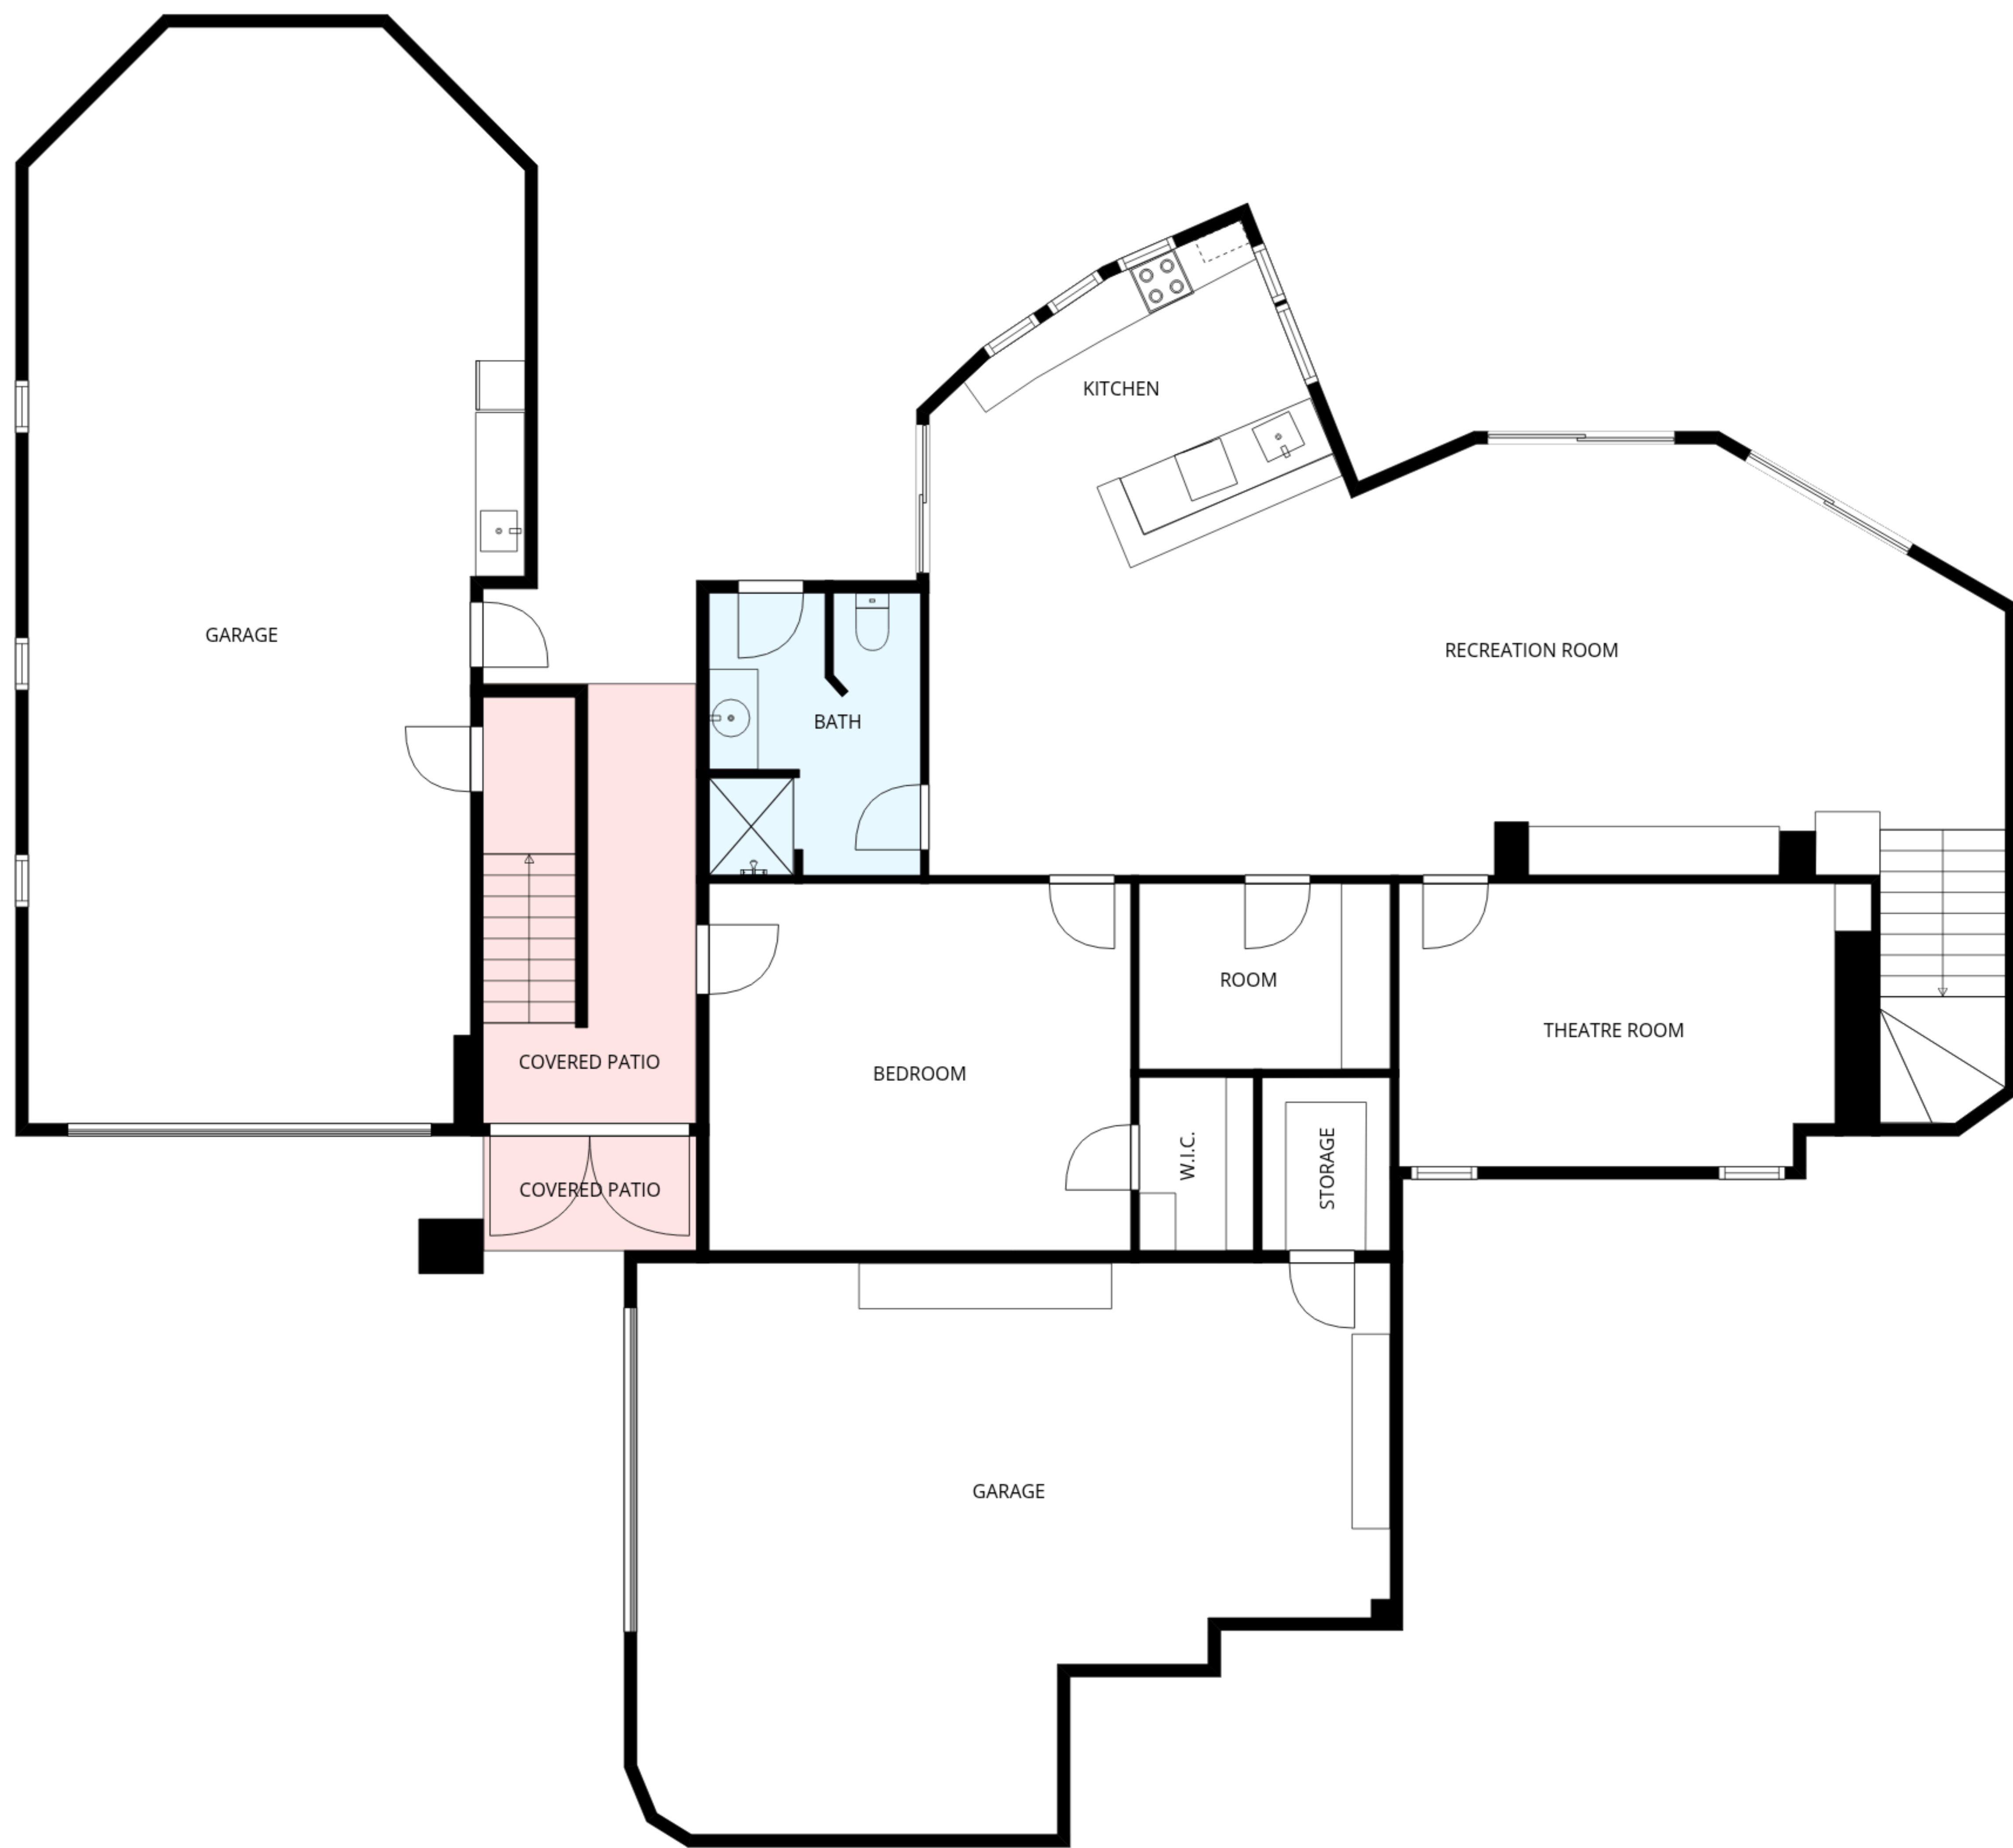 KITCHEN
GARAGE
RECREATION ROOM
BATH
ROOM
THEATRE ROOM
COVERED PATIO
BEDROOM
W.I.C.
STORAGE
COVERED PATIO
GARAGE